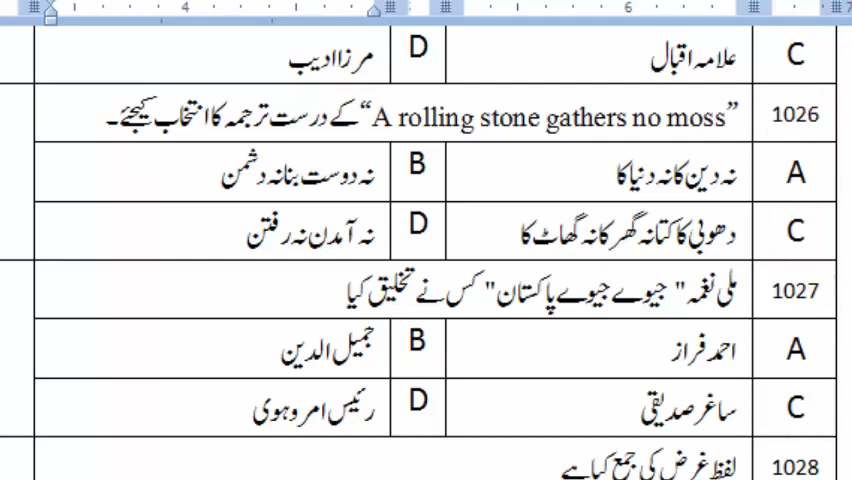 4 6 7
C علامہ اقبال D مرزا ادیب
1026 ”A rolling stone gathers no moss“ کے درست ترجمہ کا انتخاب کیجئے۔
A نہ دین کا نہ دنیا کا B نہ دوست بنا نہ دشمن
C دھوبی کا کتا نہ گھر کا نہ گھاٹ کا D نہ آمدن نہ رفتن
1027 ملی نغمہ " جیوے جیوے پاکستان" کس نے تخلیق کیا
A احمد فراز B جمیل الدین
C ساغر صدیقی D رئیس امروہوی
1028 لفظ غرض کی جمع کیا ہے